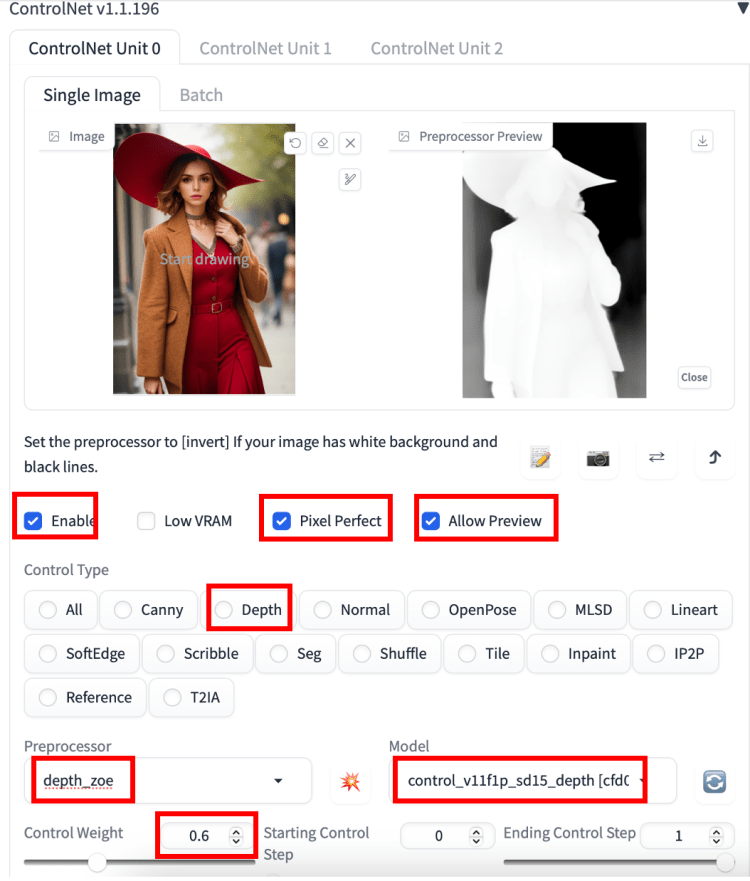 ControlNet v1.1.196
ControlNet Unit 0 ControlNet Unit 1 ControlNet Unit 2
Single Image Batch
Image Preprocessor Preview
Start drawing
Close
Set the preprocessor to [invert] If your image has white background and
black lines.
Enable Low VRAM Pixel Perfect Allow Preview
Control Type
All Canny Depth Normal OpenPose MLSD Lineart
SoftEdge Scribble Seg Shuffle Tile Inpaint IP2P
Reference T2IA
Preprocessor Model
depth_zoe control_v11f1p_sd15_depth [cfd0
Control Weight 0.6 Starting Control 0 Ending Control Step 1
Step